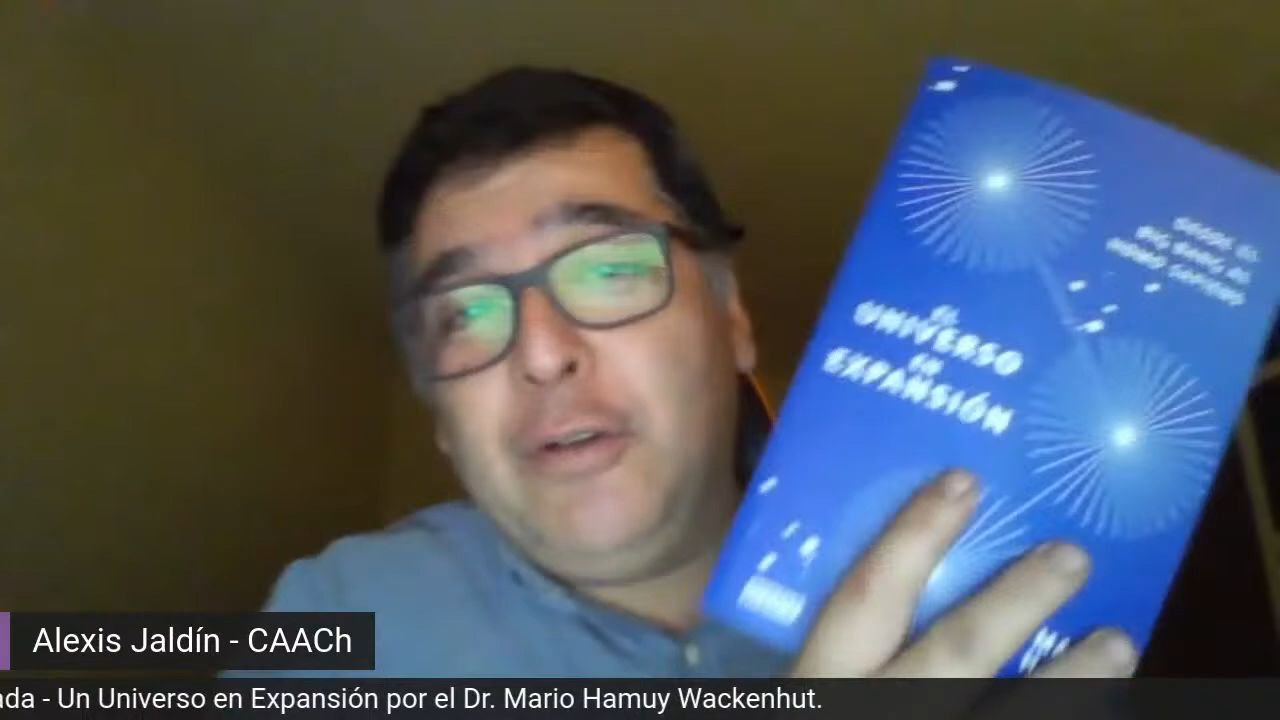 DESDE EL
BIG BANG AL
HOMO SAPIENS
EL
UNIVERSO
EN
EXPANSIÓN
Alexis Jaldín - CAACh
ada - Un Universo en Expansión por el Dr. Mario Hamuy Wackenhut.